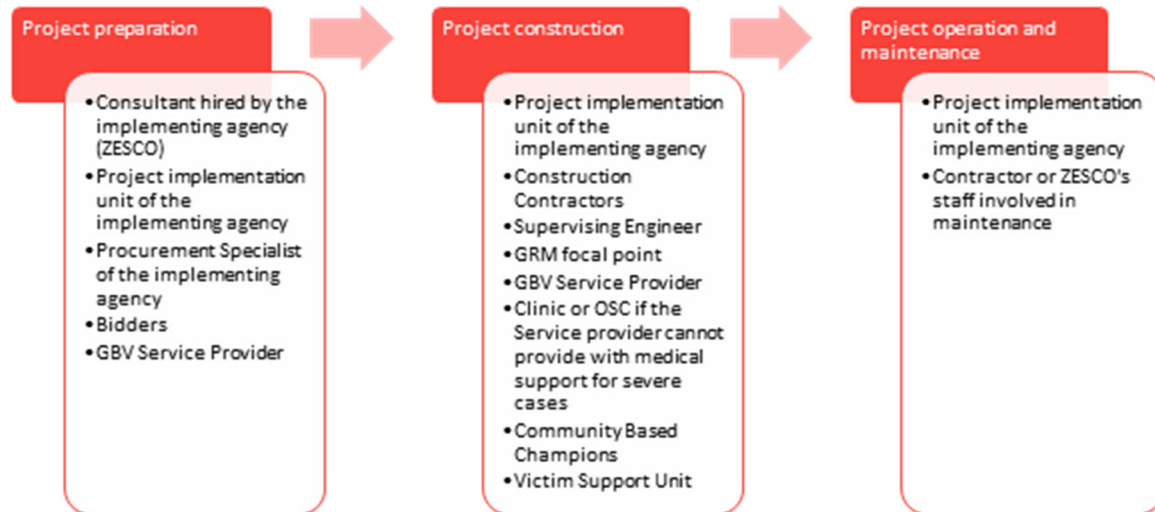 Project preparation
•Consultant hired by the
implementing agency
(ZESCO)
•Project implementation
unit of the
implementing agency
•Procurement Specialist
of the implementing
agency
•Bidders
•GBV Service Provider
Project construction
•Project implementation
unit of the
implementing agency
•Construction
Contractors
•Supervising Engineer
•GRM focal point
•GBV Service Provider
•Clinic or OSC if the
Service provider cannot
provide with medical
support for severe
cases
•Community Based
Champions
•Victim Support Unit
Project operation and
maintenance
•Project implementation
unit of the
implementing agency
•Contractor or ZESCO's
staff involved in
maintenance